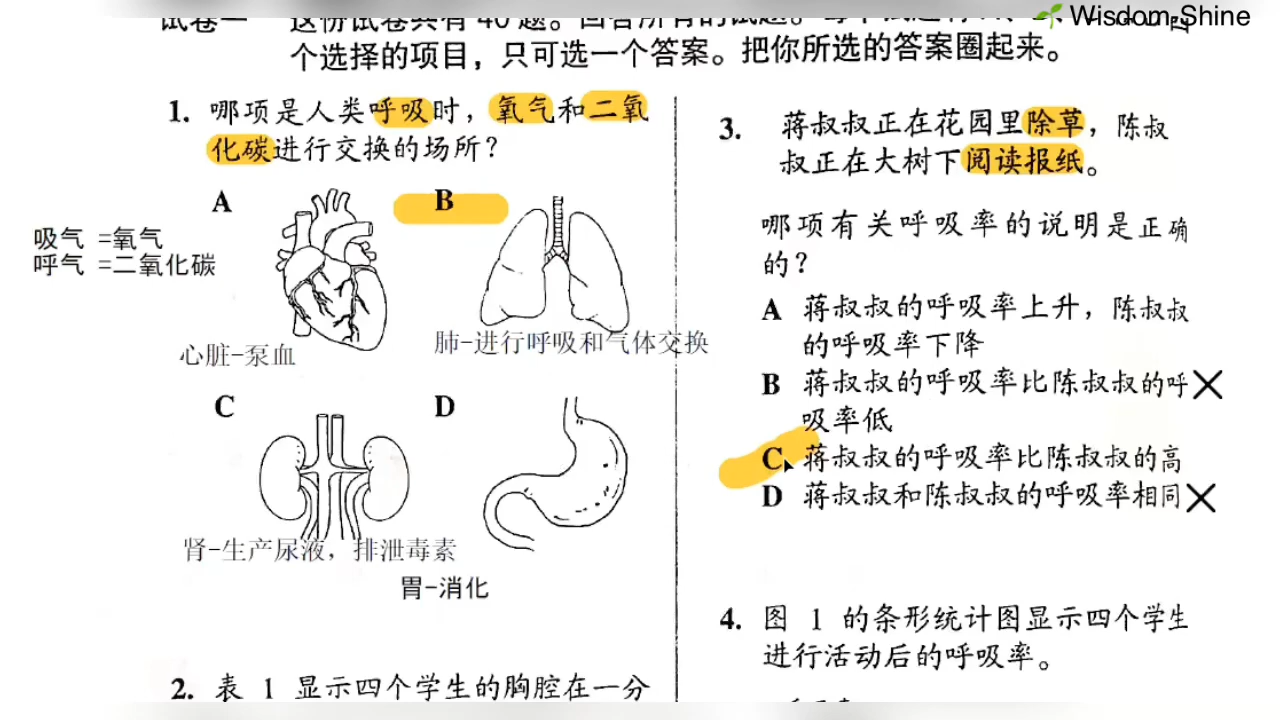 Wisdom Shine
试卷一 这份试卷共有 40 题。回答所有的试题。
个选择的项目，只可选一个答案。把你所选的答案圈起来。
1. 哪项是人类呼吸时，氧气和二氧
化碳进行交换的场所？
A B
吸气 =氧气
呼气 =二氧化碳
心脏-泵血
肺-进行呼吸和气体交换
C D
肾-生产尿液，排泄毒素
胃-消化
2. 表 1 显示四个学生的胸腔在一分
3. 蒋叔叔正在花园里除草，陈叔
叔正在大树下阅读报纸。
哪项有关呼吸率的说明是正确
的？
A 蒋叔叔的呼吸率上升，陈叔叔
的呼吸率下降
B 蒋叔叔的呼吸率比陈叔叔的呼
吸率低
C 蒋叔叔的呼吸率比陈叔叔的高
D 蒋叔叔和陈叔叔的呼吸率相同
4. 图 1 的条形统计图显示四个学生
进行活动后的呼吸率。